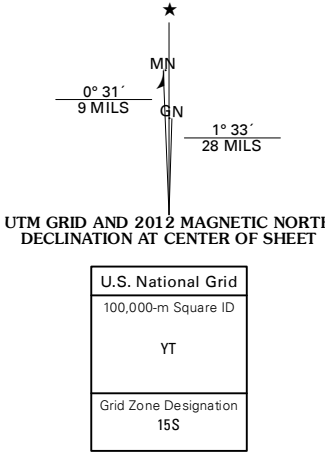 MN
0° 31´
9 MILS
GN
1° 33´
28 MILS
UTM GRID AND 2012 MAGNETIC NORTH
DECLINATION AT CENTER OF SHEET
U.S. National Grid
100,000-m Square ID
YT
Grid Zone Designation
15S